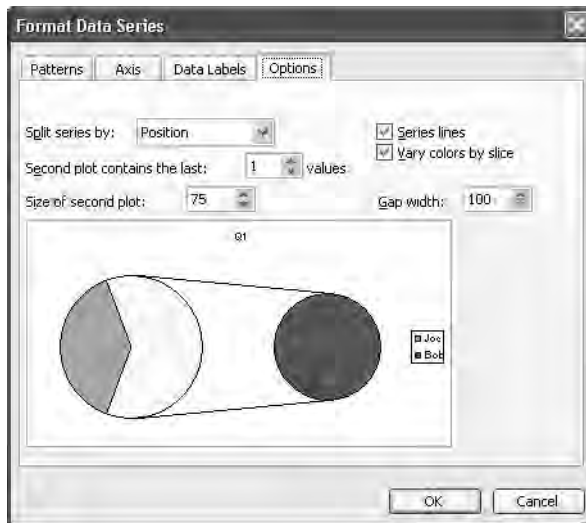 Format Data Series
Patterns Axis Data Labels Options
Split series by: Position
Series lines
Vary colors by slice
Second plot contains the last: 1 values
Size of second plot: 75
Gap width: 100
Q1
Joe
Bob
OK Cancel